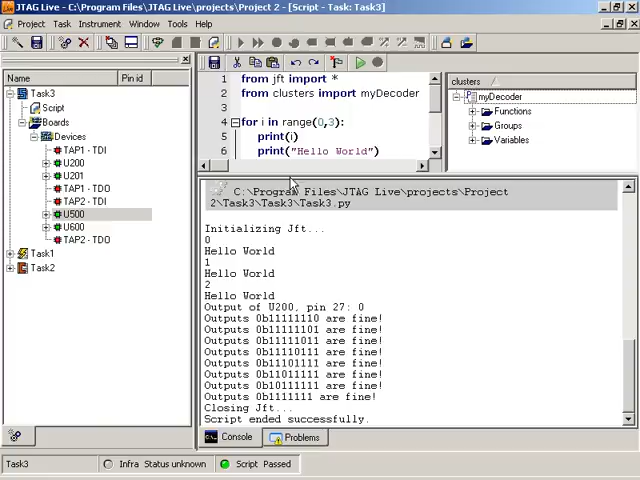 JTAG Live - C:\Program Files\JTAG Live\projects\Project 2 - [Script - Task: Task3]
Project Task Instrument Window Tools Help
Name Pin id
Task3
Script
Boards
Devices
TAP1 - TDI
U200
U201
TAP1 - TDO
TAP2 - TDI
U500
U600
TAP2 - TDO
Task1
Task2
1 from jft import *
2 from clusters import myDecoder
3
4 for i in range(0,3):
5 print(i)
6 print("Hello World")
clusters
myDecoder
Functions
Groups
Variables
C:\Program Files\JTAG Live\projects\Project
2\Task3\Task3\Task3.py
Initializing Jft...
0
Hello World
1
Hello World
2
Hello World
Output of U200, pin 27: 0
Outputs 0b11111110 are fine!
Outputs 0b11111101 are fine!
Outputs 0b11111011 are fine!
Outputs 0b11110111 are fine!
Outputs 0b11101111 are fine!
Outputs 0b11011111 are fine!
Outputs 0b10111111 are fine!
Outputs 0b1111111 are fine!
Closing Jft...
Script ended successfully.
Console Problems
Task3 Infra Status unknown Script Passed